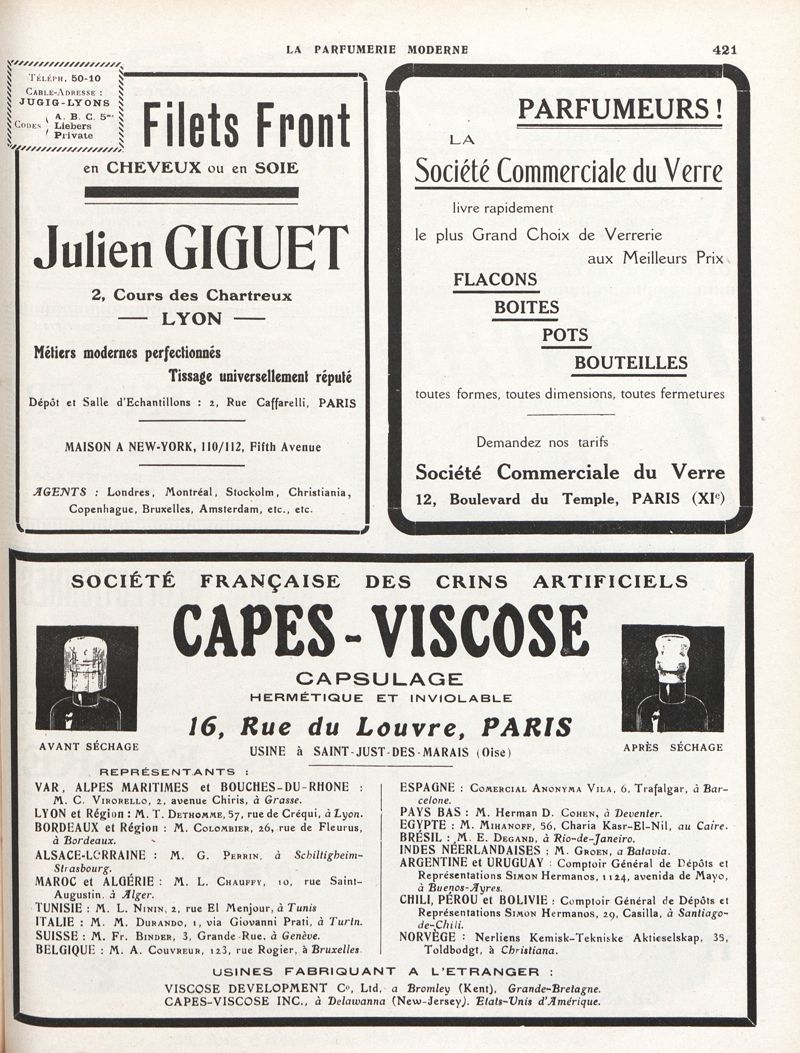 LA PARFUMERIE MODERNE
421
TÉLÉPH. 50-10
CABLE-ADRESSE :
JUGIG-LYONS
CODES
A. B. C. 5me
Liebers
Private
Filets Front
en CHEVEUX ou en SOIE
Julien GIGUET
2, Cours des Chartreux
— LYON —
Métiers modernes perfectionnés
Tissage universellement réputé
Dépôt et Salle d'Echantillons : 2, Rue Caffarelli, PARIS
MAISON A NEW-YORK, 110/112, Fifth Avenue
AGENTS : Londres, Montréal, Stockolm, Christiania,
Copenhague, Bruxelles, Amsterdam, etc., etc.
PARFUMEURS !
LA
Société Commerciale du Verre
livre rapidement
le plus Grand Choix de Verrerie
aux Meilleurs Prix
FLACONS
BOITES
POTS
BOUTEILLES
toutes formes, toutes dimensions, toutes fermetures
Demandez nos tarifs
Société Commerciale du Verre
12, Boulevard du Temple, PARIS (XIe)
SOCIÉTÉ FRANÇAISE DES CRINS ARTIFICIELS
CAPES-VISCOSE
CAPSULAGE
HERMÉTIQUE ET INVIOLABLE
16, Rue du Louvre, PARIS
USINE à SAINT-JUST-DES-MARAIS (Oise)
AVANT SÉCHAGE
APRÈS SÉCHAGE
REPRÉSENTANTS :
VAR, ALPES MARITIMES et BOUCHES-DU-RHONE :
M. C. VIRORELLO, 2, avenue Chiris, à Grasse.
LYON et Région : M. T. DETHOMME, 57, rue de Créqui, à Lyon.
BORDEAUX et Région : M. COLOMBIER, 26, rue de Fleurus,
à Bordeaux.
ALSACE-LORRAINE : M. G. PERRIN, à Schiltigheim-
Strasbourg.
MAROC et ALGÉRIE : M. L. CHAUFFY, 10, rue Saint-
Augustin, à Alger.
TUNISIE : M. L. NININ, 2, rue El Menjour, à Tunis
ITALIE : M. M. DURANDO, 1, via Giovanni Prati, à Turin.
SUISSE : M. Fr. BINDER, 3, Grande-Rue, à Genève.
BELGIQUE : M. A. COUVREUR, 123, rue Rogier, à Bruxelles
ESPAGNE : COMERCIAL ANONYMA VILA, 6, Trafalgar, à Bar-
celone.
PAYS BAS : M. Herman D. COHEN, à Deventer.
EGYPTE : M. MIHANOFF, 56, Charia Kasr-El-Nil, au Caire.
BRÉSIL : M. E. DEGAND, à Rio-de-Janeiro.
INDES NÉERLANDAISES : M. GROEN, a Batavia.
ARGENTINE et URUGUAY : Comptoir Général de Dépôts et
Représentations SIMON Hermanos, 1124, avenida de Mayo,
à Buenos-Ayres.
CHILI, PÉROU et BOLIVIE : Comptoir Général de Dépôts et
Représentations SIMON Hermanos, 29, Casilla, à Santiago-
de-Chili.
NORVÈGE : Nerliens Kemisk-Tekniske Aktieselskap, 35,
Toldbodgt, à Christiana.
USINES FABRIQUANT A L'ETRANGER :
VISCOSE DEVELOPMENT Co, Ltd, a Bromley (Kent), Grande-Bretagne.
CAPES-VISCOSE INC., à Delawanna (New-Jersey). Etats-Unis d'Amérique.